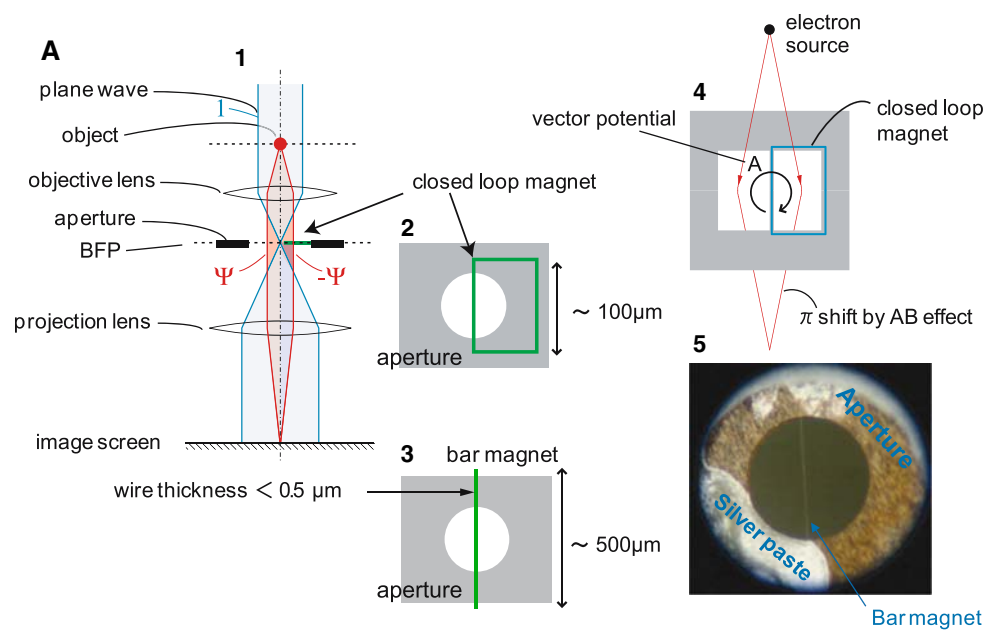 A
1
plane wave
1
object
objective lens
aperture
BFP
Ψ
-Ψ
projection lens
image screen
closed loop magnet
2
~ 100µm
aperture
3
bar magnet
wire thickness < 0.5 µm
~ 500µm
aperture
electron
source
4
vector potential
closed loop
magnet
A
π shift by AB effect
5
Aperture
Silver paste
Bar magnet